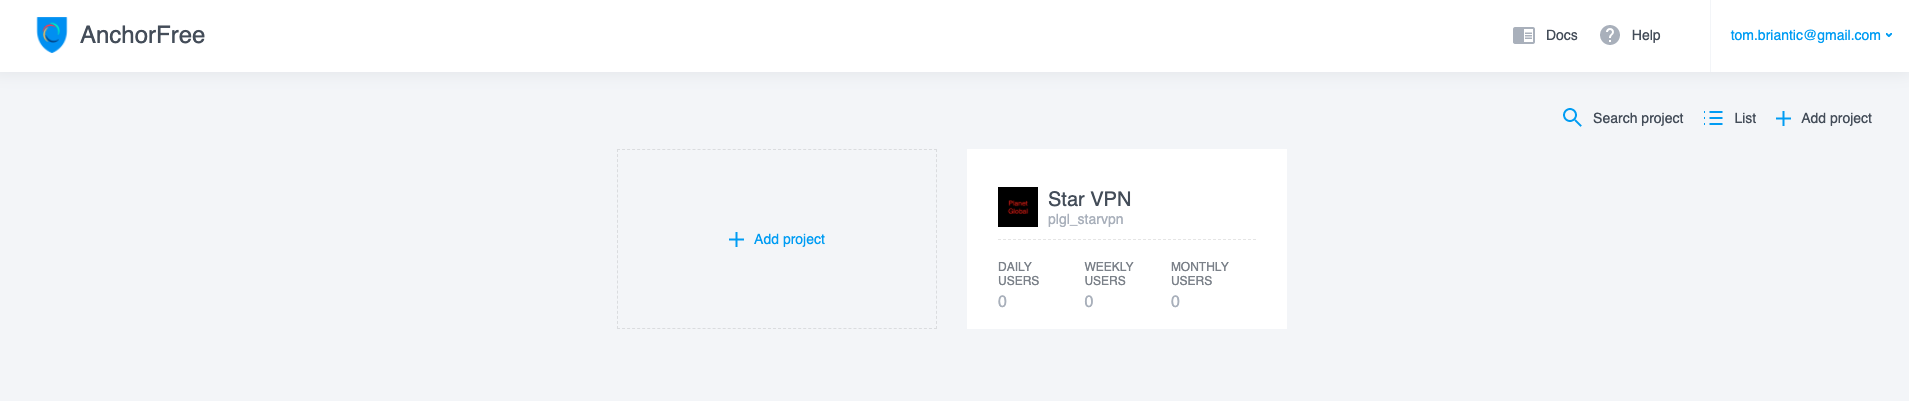 AnchorFree
Docs
Help
tom.briantic@gmail.com
Search project
List
Add project
Add project
Planet
Global
Star VPN
plgl_starvpn
DAILY USERS
WEEKLY USERS
MONTHLY USERS
0
0
0